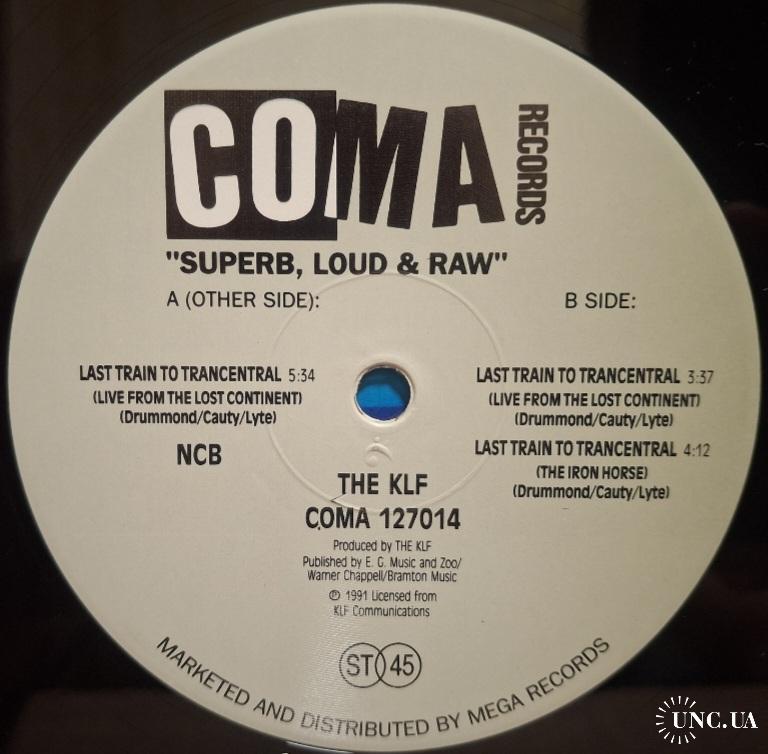 COMA RECORDS
"SUPERB, LOUD & RAW"
A (OTHER SIDE):
LAST TRAIN TO TRANCENTRAL 5:34
(LIVE FROM THE LOST CONTINENT)
(Drummond/Cauty/Lyte)
NCB
B SIDE:
LAST TRAIN TO TRANCENTRAL 3:37
(LIVE FROM THE LOST CONTINENT)
(Drummond/Cauty/Lyte)
LAST TRAIN TO TRANCENTRAL 4:12
(THE IRON HORSE)
(Drummond/Cauty/Lyte)
THE KLF
COMA 127014
Produced by THE KLF
Published by E. G. Music and Zoo/
Warner Chappell/Bramton Music
℗ 1991 Licensed from
KLF Communications
ST 45
MARKETED AND DISTRIBUTED BY MEGA RECORDS
UNC.UA